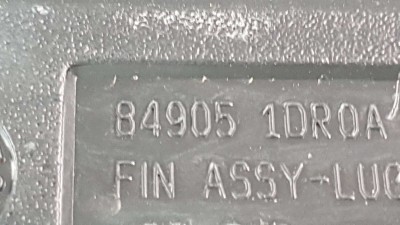 84905 1DR0A
FIN ASSY-LUG